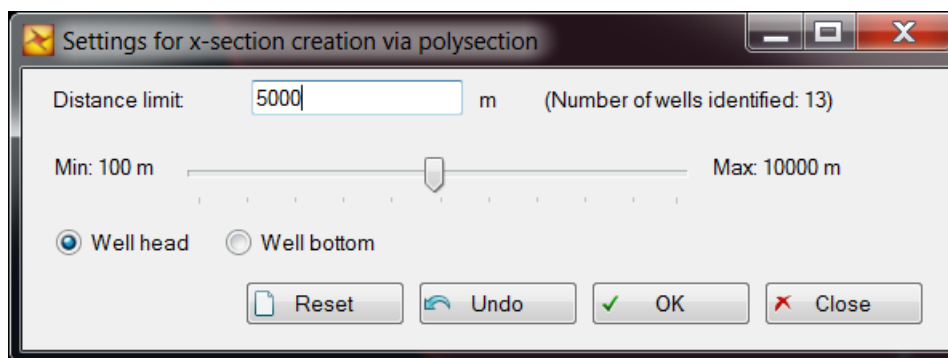 Settings for x-section creation via polysection
Distance limit: 5000 m (Number of wells identified: 13)
Min: 100 m Max: 10000 m
Well head Well bottom
Reset Undo OK Close